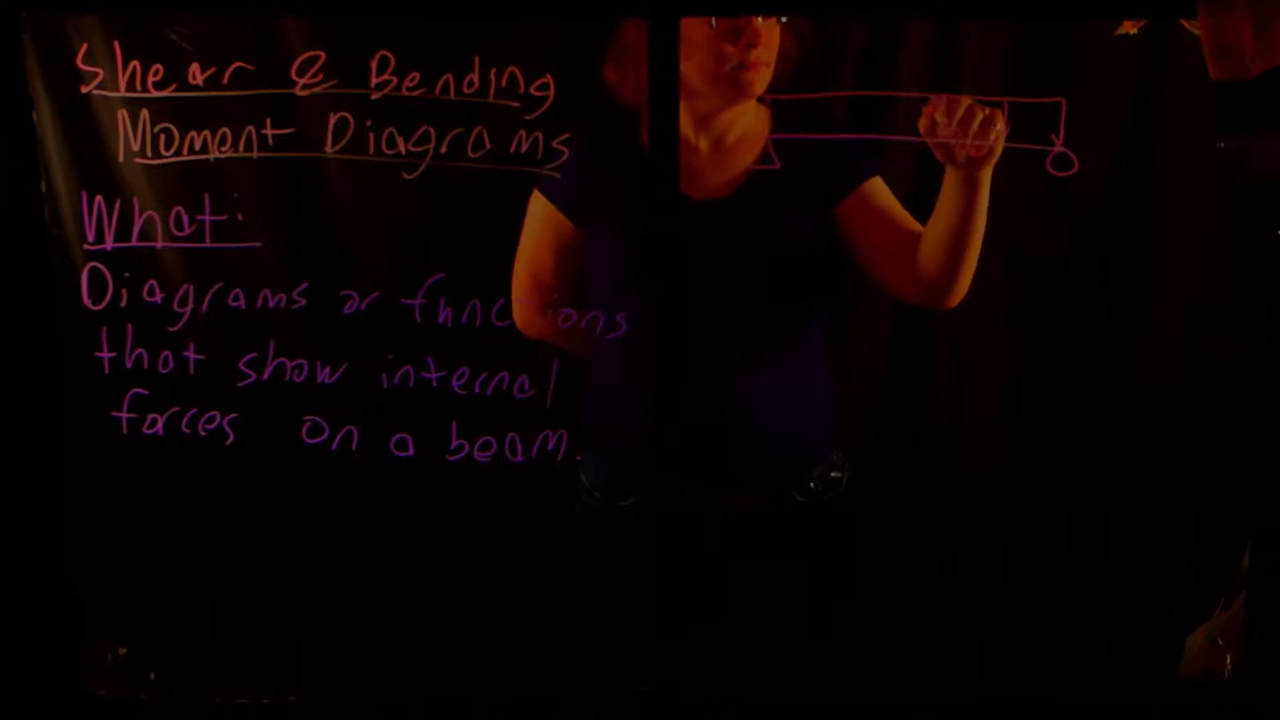 Shear & Bending
Moment Diagrams
What:
Diagrams or functions
that show internal
forces on a beam.